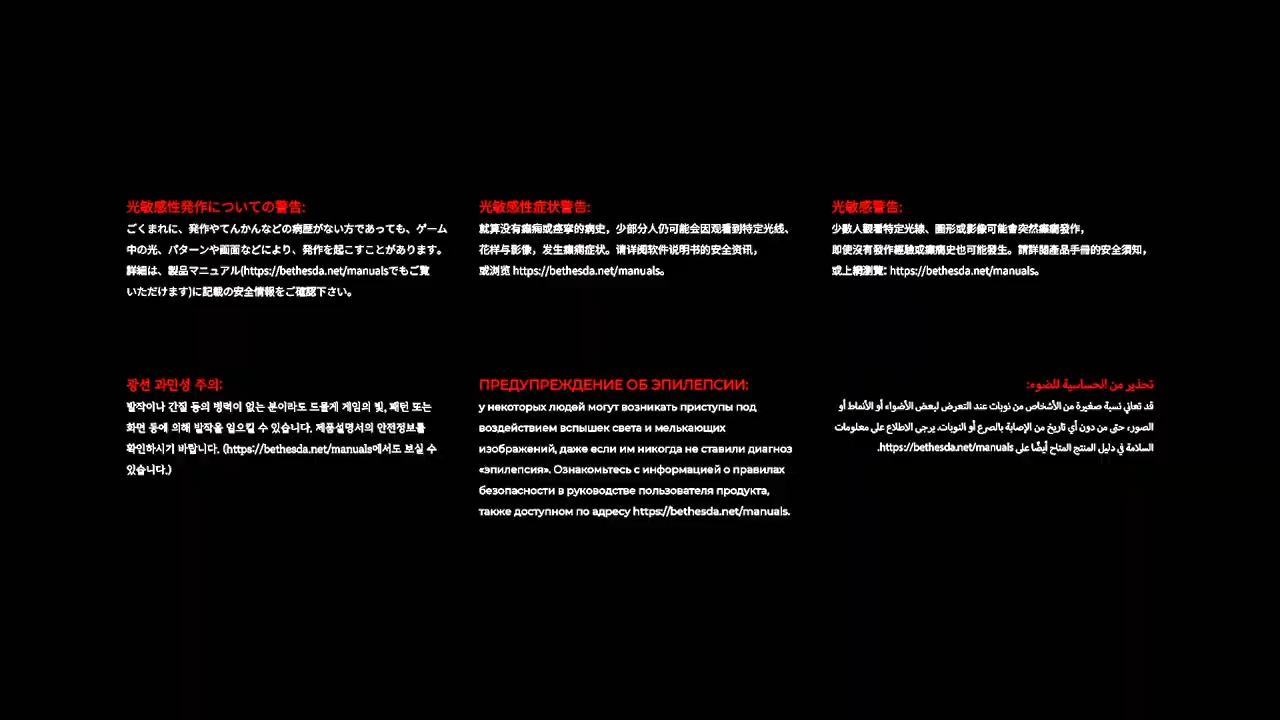 光敏感性発作についての警告:
ごくまれに、発作やてんかんなどの病歴がない方であっても、ゲーム
中の光、パターンや画面などにより、発作を起こすことがあります。
詳細は、製品マニュアル(https://bethesda.net/manualsでもご覧
いただけます)に記載の安全情報をご確認下さい。
光敏感性症状警告:
就算没有癫痫或痉挛的病史，少部分人仍可能会因观看到特定光线、
花样与影像，发生癫痫症状。请详阅软件说明书的安全资讯，
或浏览 https://bethesda.net/manuals。
光敏感警告:
少數人觀看特定光線、圖形或影像可能會突然癲癇發作，
即使沒有發作經驗或癲癇病史也可能發生。請詳閱產品手冊的安全須知，
或上網瀏覽: https://bethesda.net/manuals。
광선 과민성 주의:
발작이나 간질 등의 병력이 없는 분이라도 드물게 게임의 빛, 패턴 또는
화면 등에 의해 발작을 일으킬 수 있습니다. 제품설명서의 안전정보를
확인하시기 바랍니다. (https://bethesda.net/manuals에서도 보실 수
있습니다.)
ПРЕДУПРЕЖДЕНИЕ ОБ ЭПИЛЕПСИИ:
у некоторых людей могут возникать приступы под
воздействием вспышек света и мелькающих
изображений, даже если им никогда не ставили диагноз
«эпилепсия». Ознакомьтесь с информацией о правилах
безопасности в руководстве пользователя продукта,
также доступном по адресу https://bethesda.net/manuals.
تحذير من الحساسية للضوء:
قد تعاني نسبة صغيرة من الأشخاص من نوبات عند التعرض لبعض الأضواء أو الأنماط أو
الصور، حتى من دون أي تاريخ من الإصابة بالصرع أو النوبات. يرجى الاطلاع على معلومات
السلامة في دليل المنتج المتاح أيضًا على https://bethesda.net/manuals.